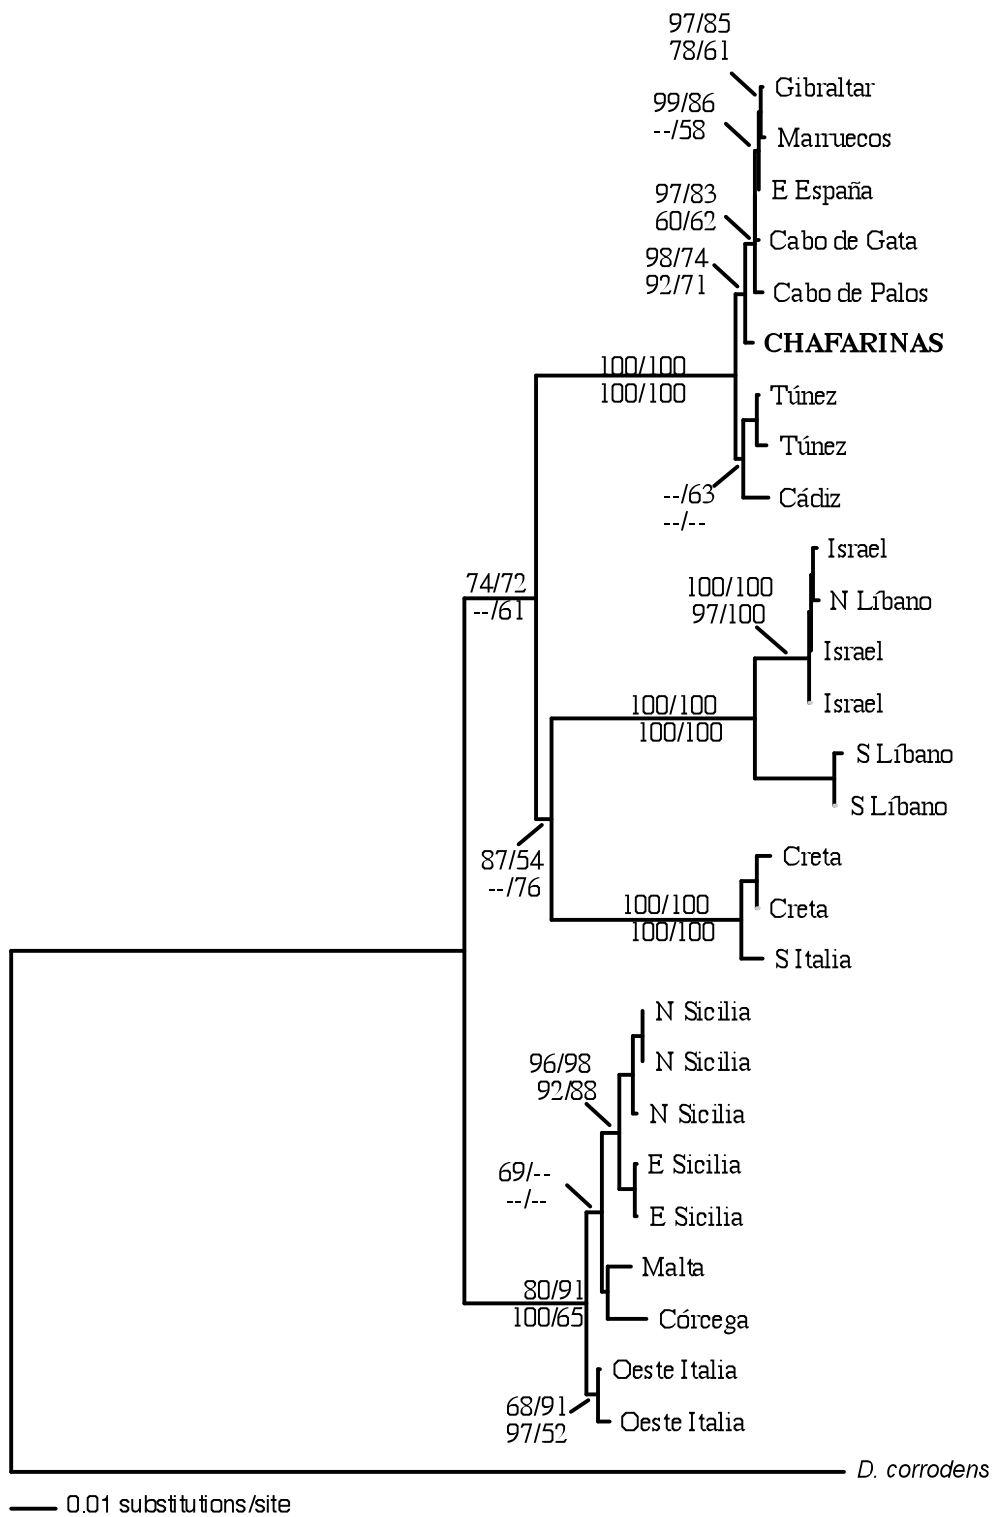 97/85
78/61
Gibraltar
99/86
--/58
Marruecos
E España
97/83
60/62
Cabo de Gata
98/74
92/71
Cabo de Palos
CHAFARINAS
100/100
100/100
Túnez
Túnez
--/63
--/--
Cádiz
Israel
74/72
--/61
100/100
97/100
N Líbano
Israel
Israel
100/100
100/100
S Líbano
S Líbano
87/54
--/76
Creta
100/100
100/100
Creta
S Italia
N Sicilia
96/98
92/88
N Sicilia
N Sicilia
69/--
--/--
E Sicilia
E Sicilia
Malta
80/91
100/65
Córcega
Oeste Italia
68/91
97/52
Oeste Italia
D. corrodens
0.01 substitutions/site